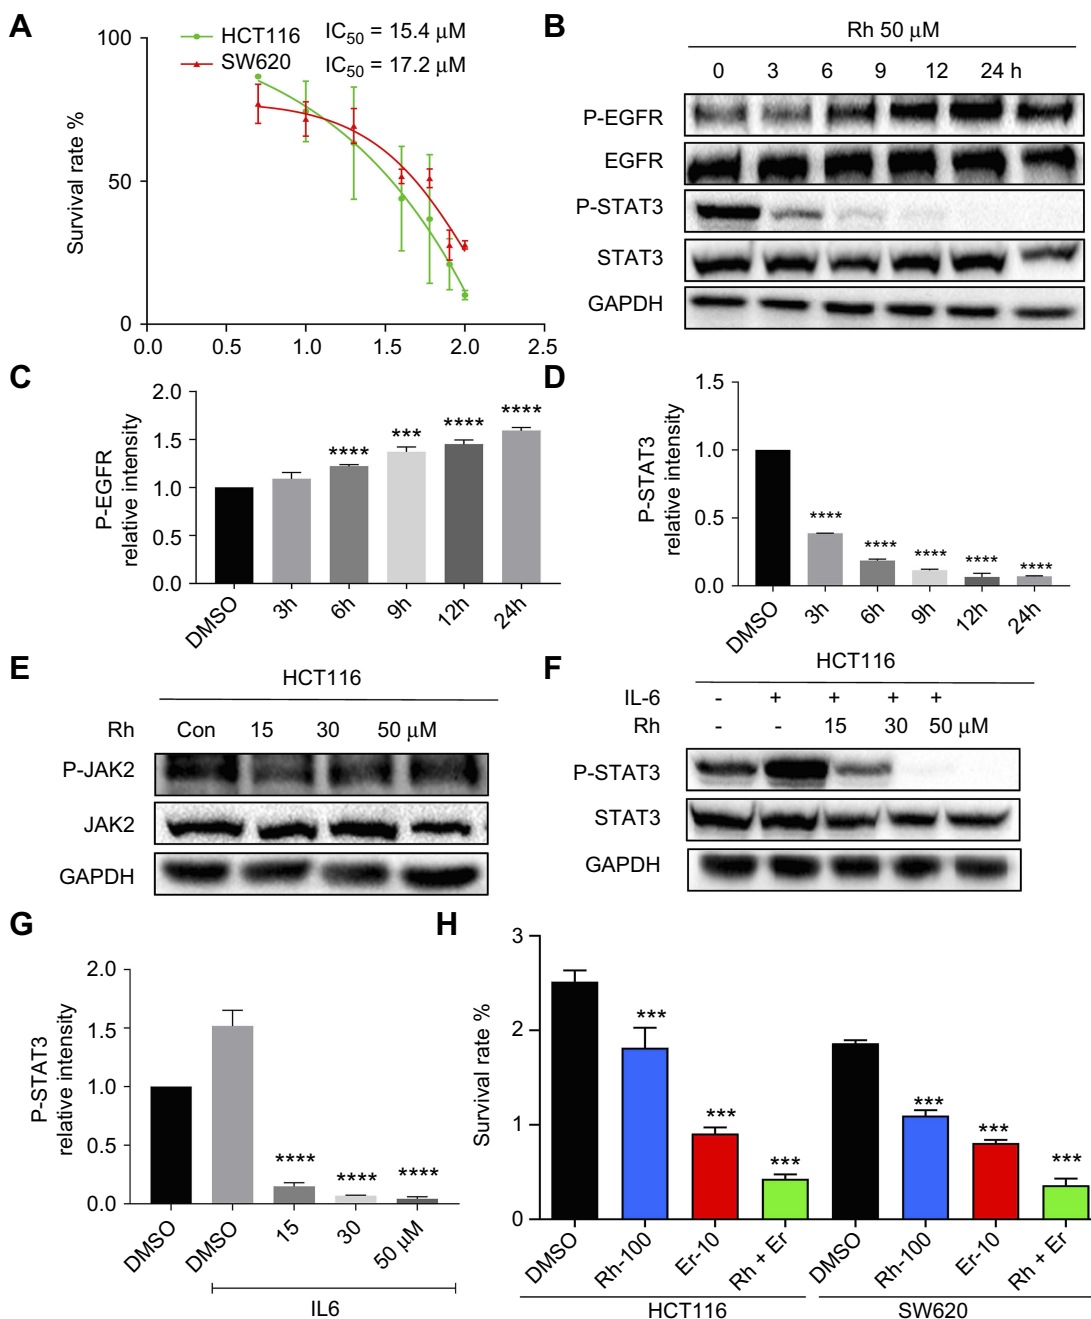 A
HCT116 IC50 = 15.4 μM
SW620 IC50 = 17.2 μM
Survival rate %
100
50
0
0.0 0.5 1.0 1.5 2.0 2.5
B
Rh 50 μM
0 3 6 9 12 24 h
P-EGFR
EGFR
P-STAT3
STAT3
GAPDH
C
P-EGFR
relative intensity
2.0
1.5
1.0
0.5
0.0
**** *** **** ****
DMSO 3h 6h 9h 12h 24h
D
P-STAT3
relative intensity
1.5
1.0
0.5
0.0
**** **** **** **** ****
DMSO 3h 6h 9h 12h 24h
E
HCT116
Rh Con 15 30 50 μM
P-JAK2
JAK2
GAPDH
F
HCT116
IL-6 - + + + +
Rh - - 15 30 50 μM
P-STAT3
STAT3
GAPDH
G
P-STAT3
relative intensity
2.0
1.5
1.0
0.5
0.0
**** **** ****
DMSO DMSO 15 30 50 μM
IL6
H
Survival rate %
3
2
1
0
*** *** *** *** *** ***
DMSO Rh-100 Er-10 Rh + Er DMSO Rh-100 Er-10 Rh + Er
HCT116 SW620